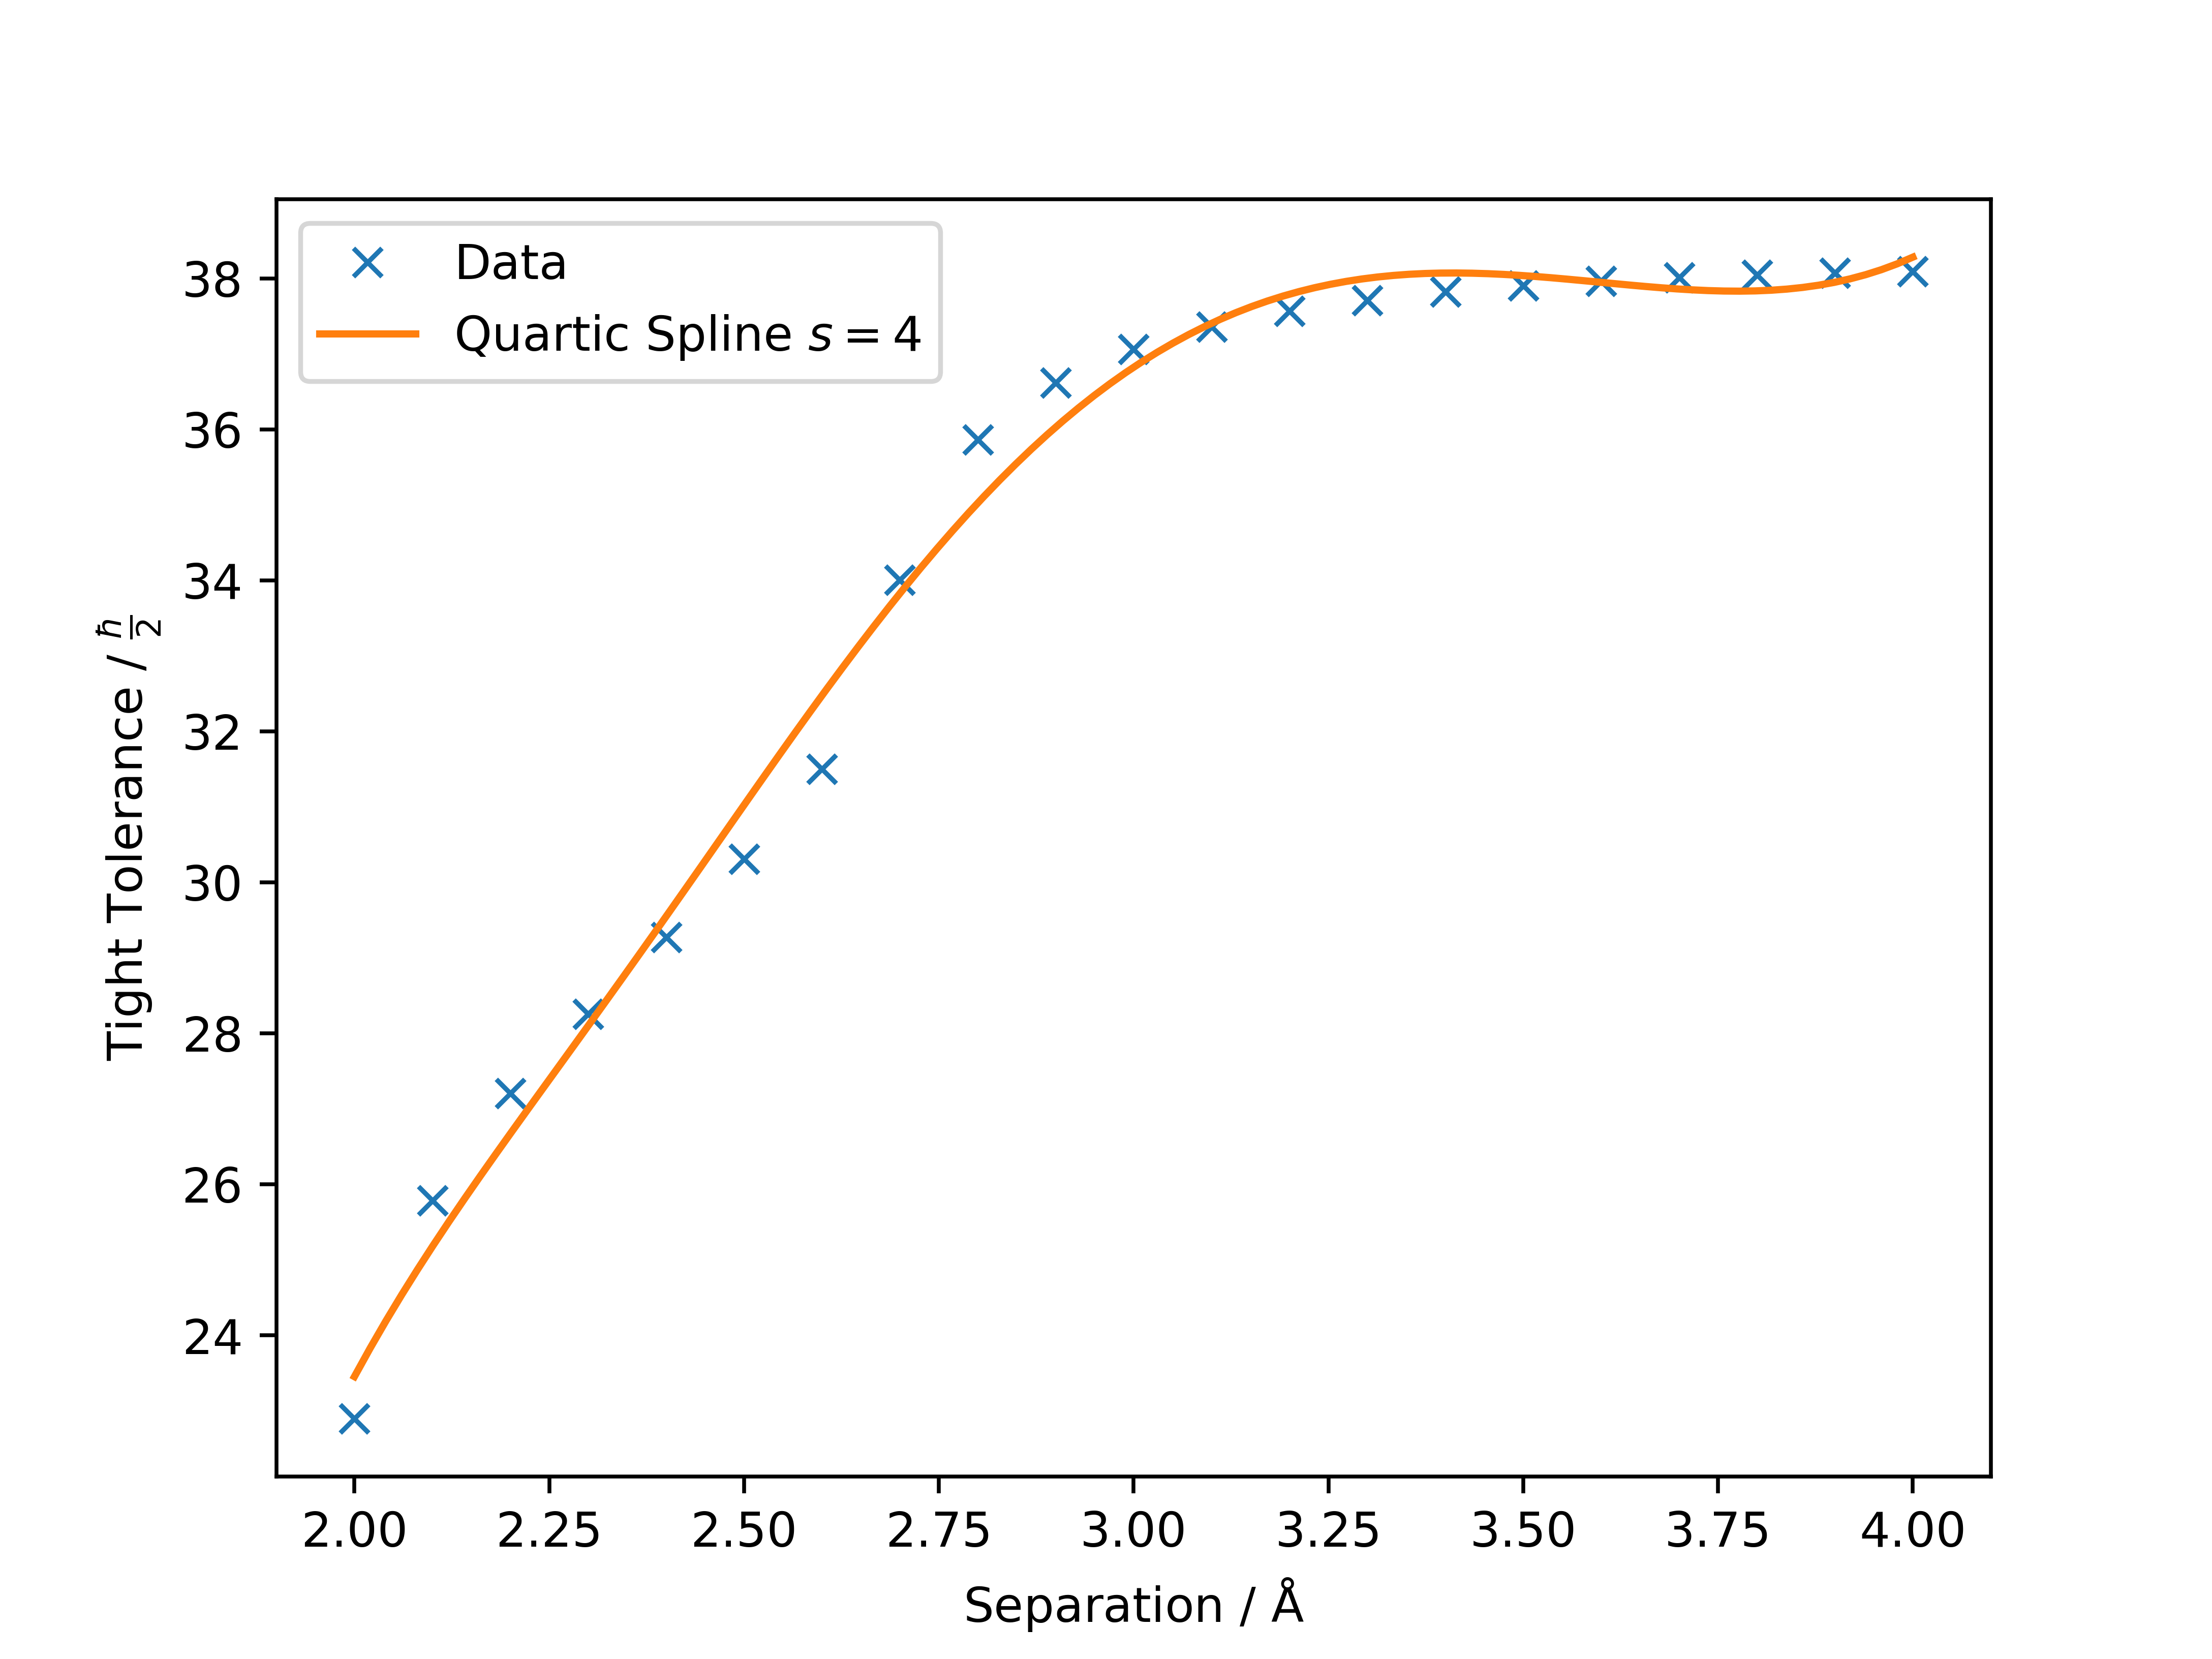 Data
Quartic Spline s = 4
38
36
34
32
30
28
26
24
Tight Tolerance / ℏ/2
2.00 2.25 2.50 2.75 3.00 3.25 3.50 3.75 4.00
Separation / Å